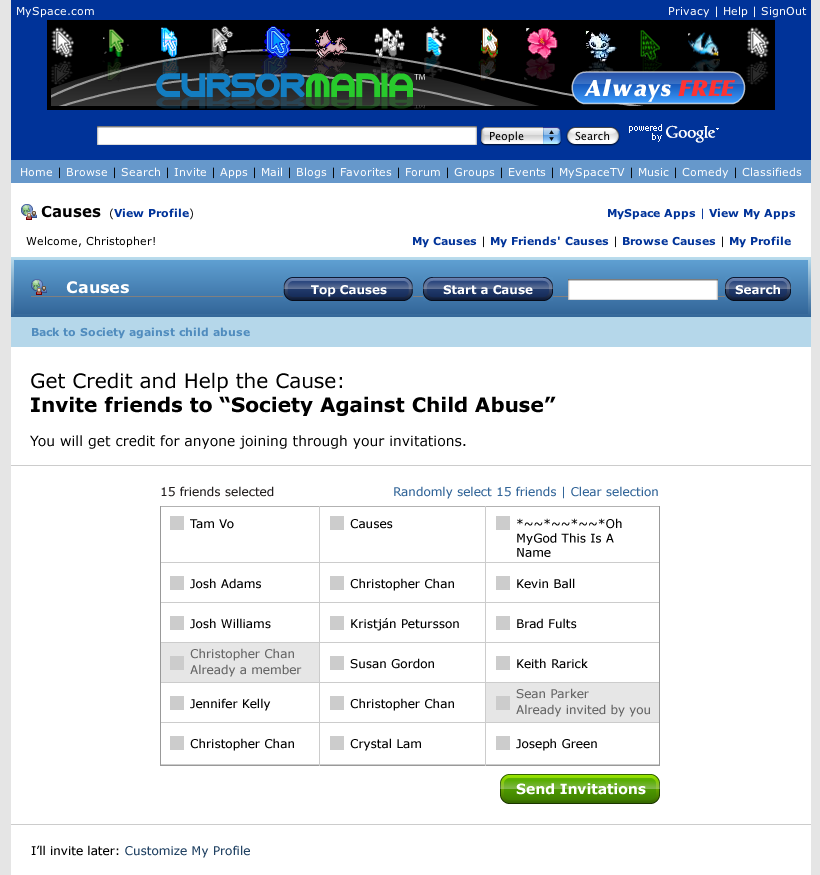 MySpace.com Privacy | Help | SignOut
CURSORMANIA™ Always FREE
People Search powered by Google
Home | Browse | Search | Invite | Apps | Mail | Blogs | Favorites | Forum | Groups | Events | MySpaceTV | Music | Comedy | Classifieds
Causes (View Profile) MySpace Apps | View My Apps
Welcome, Christopher! My Causes | My Friends' Causes | Browse Causes | My Profile
Causes Top Causes Start a Cause Search
Back to Society against child abuse
Get Credit and Help the Cause:
Invite friends to “Society Against Child Abuse”
You will get credit for anyone joining through your invitations.
15 friends selected Randomly select 15 friends | Clear selection
Tam Vo Causes *~~*~~*~~*Oh
MyGod This Is A
Name
Josh Adams Christopher Chan Kevin Ball
Josh Williams Kristján Petursson Brad Fults
Christopher Chan
Already a member Susan Gordon Keith Rarick
Jennifer Kelly Christopher Chan Sean Parker
Already invited by you
Christopher Chan Crystal Lam Joseph Green
Send Invitations
I’ll invite later: Customize My Profile